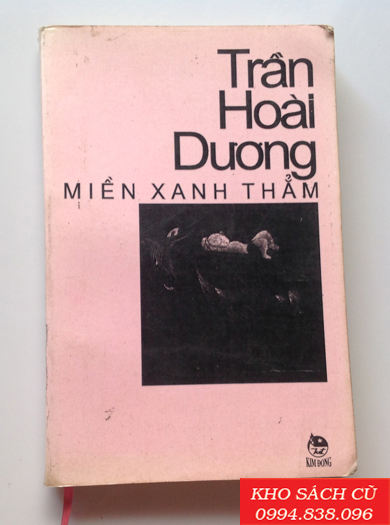 Trần
Hoài
Dương
MIỀN XANH THẲM
KIM ĐỒNG
KHO SÁCH CŨ
0994.838.096